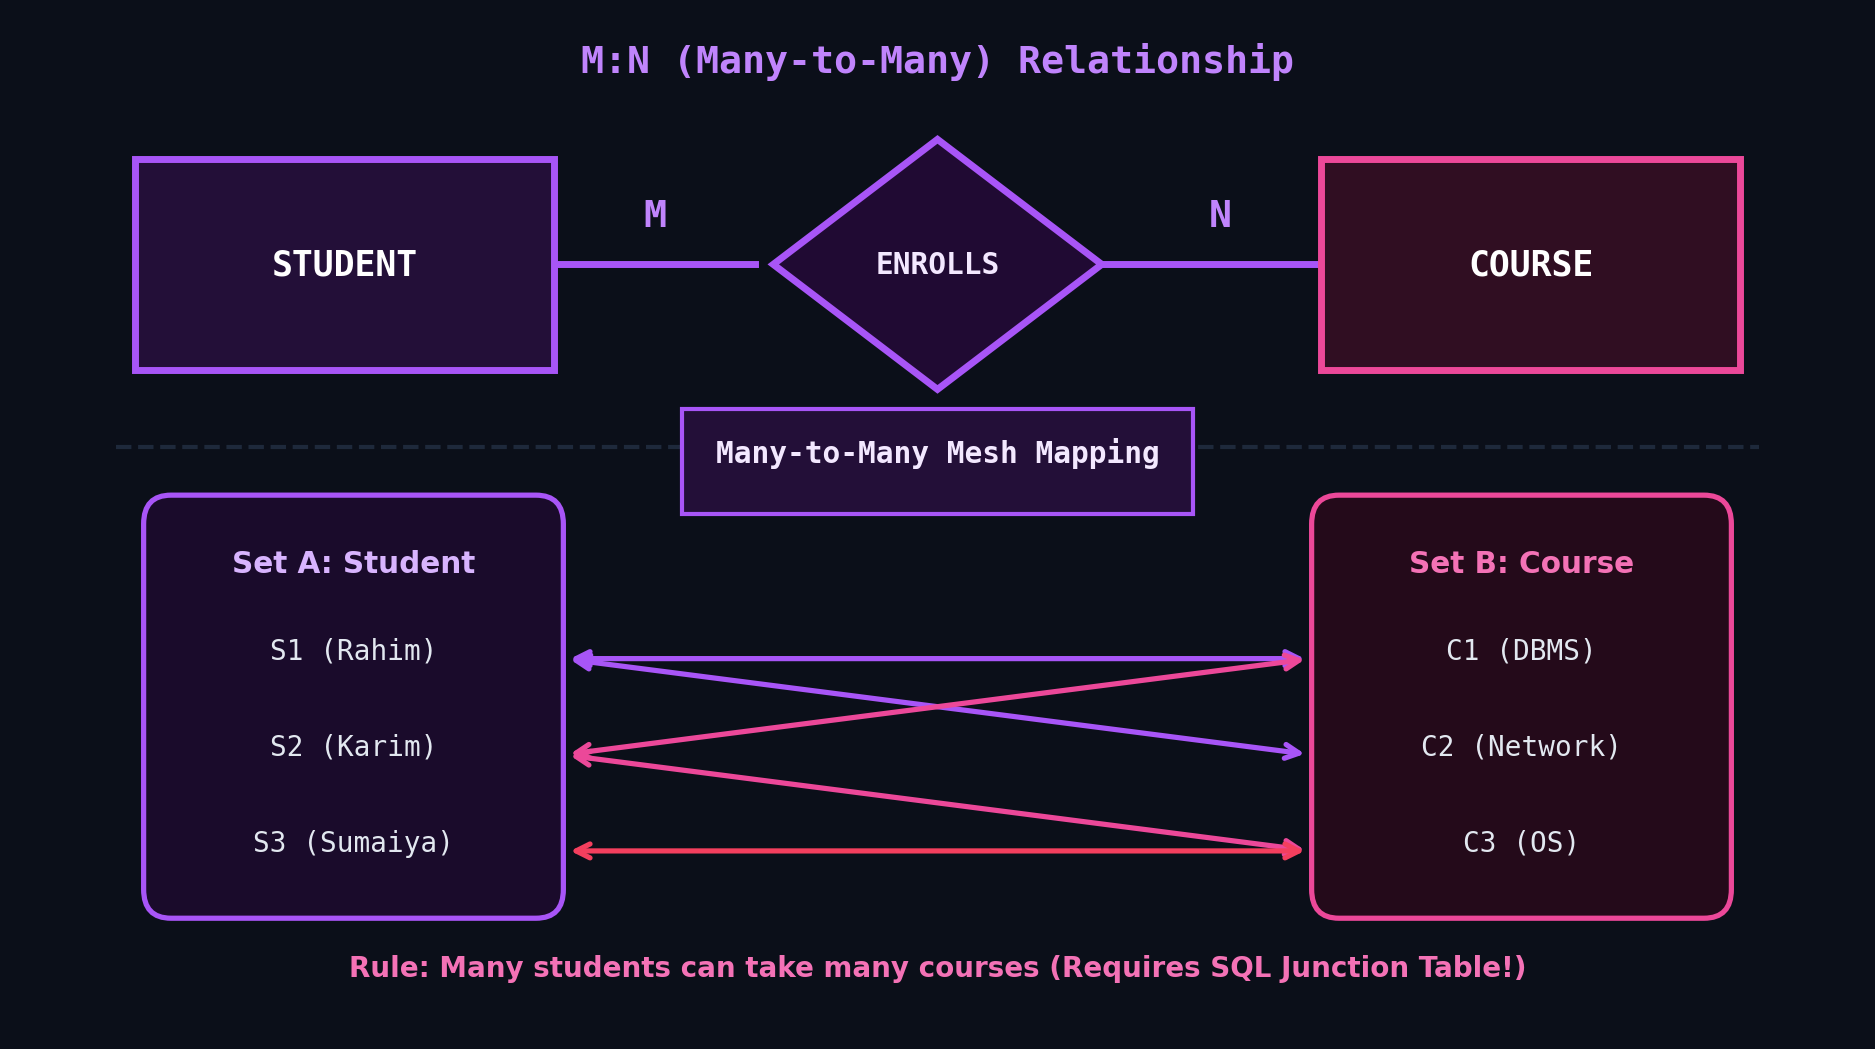 M:N (Many-to-Many) Relationship
M
N
STUDENT
ENROLLS
COURSE
Many-to-Many Mesh Mapping
Set A: Student
Set B: Course
S1 (Rahim)
C1 (DBMS)
S2 (Karim)
C2 (Network)
S3 (Sumaiya)
C3 (OS)
Rule: Many students can take many courses (Requires SQL Junction Table!)